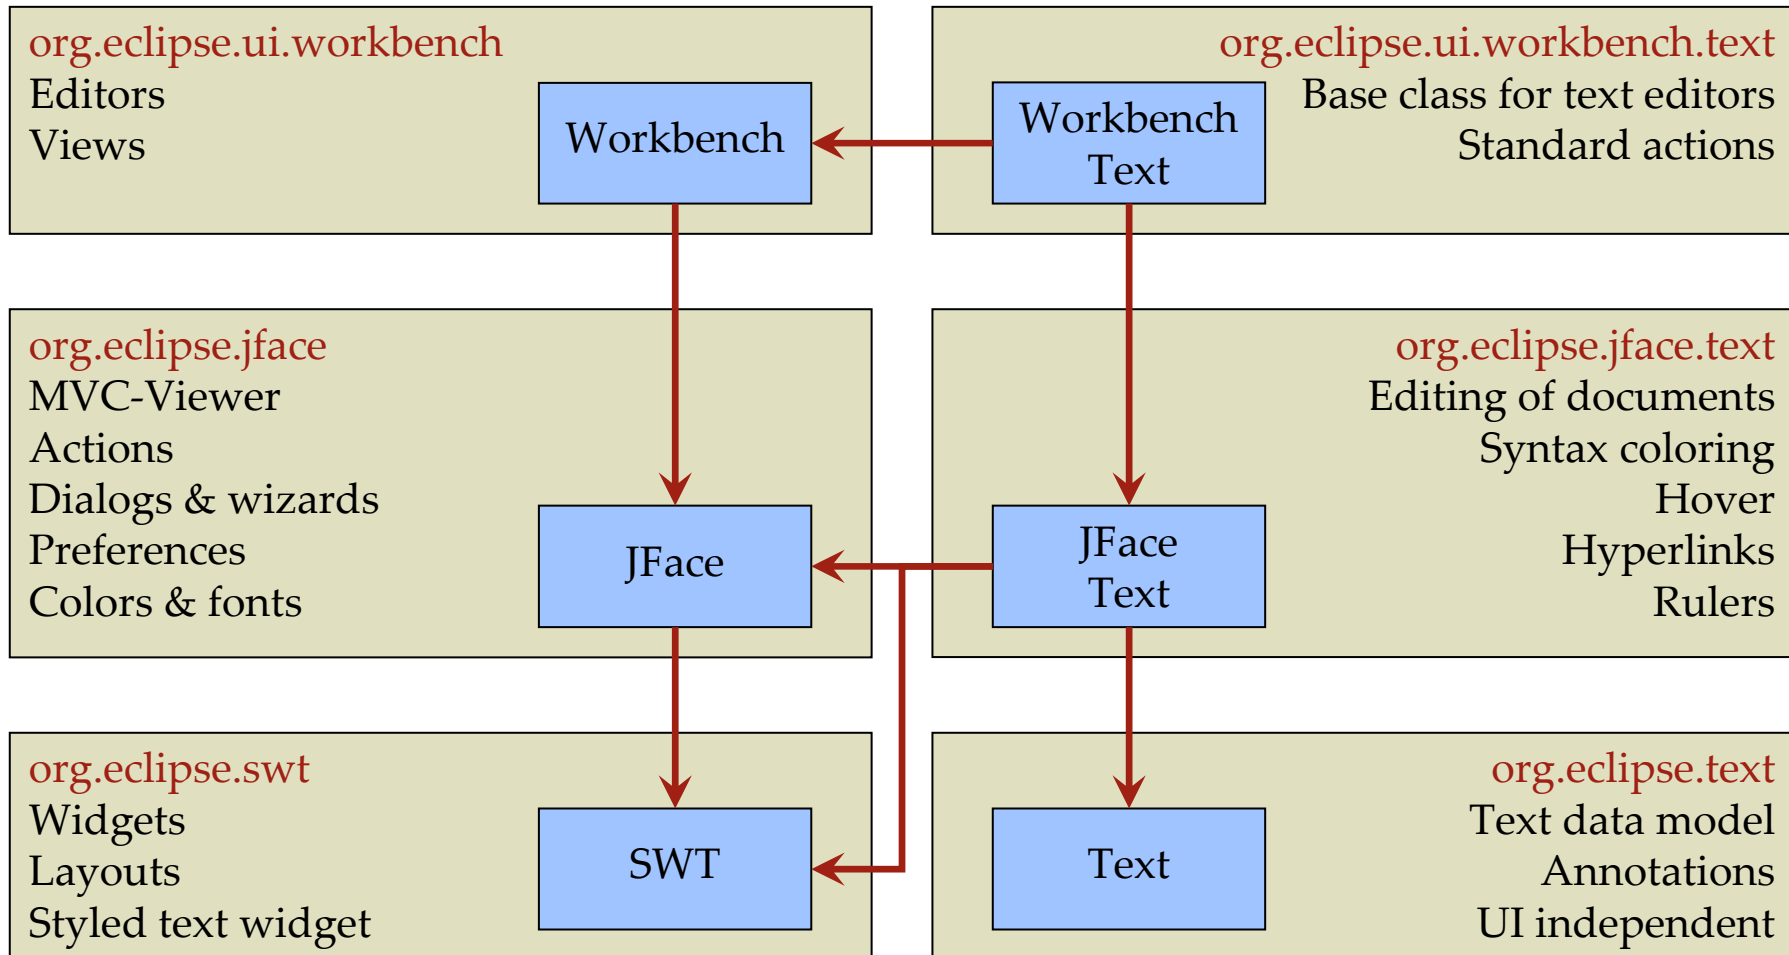 org.eclipse.ui.workbench
Editors
Views
Workbench
org.eclipse.ui.workbench.text
Base class for text editors
Standard actions
Workbench
Text
org.eclipse.jface
MVC-Viewer
Actions
Dialogs & wizards
Preferences
Colors & fonts
JFace
org.eclipse.jface.text
Editing of documents
Syntax coloring
Hover
Hyperlinks
Rulers
JFace
Text
org.eclipse.swt
Widgets
Layouts
Styled text widget
SWT
org.eclipse.text
Text data model
Annotations
UI independent
Text